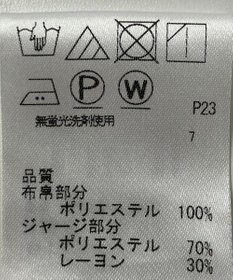 P
W
P23
無蛍光洗剤使用
7
品質
布帛部分
ポリエステル 100%
ジャージ部分
ポリエステル 70%
レーヨン 30%